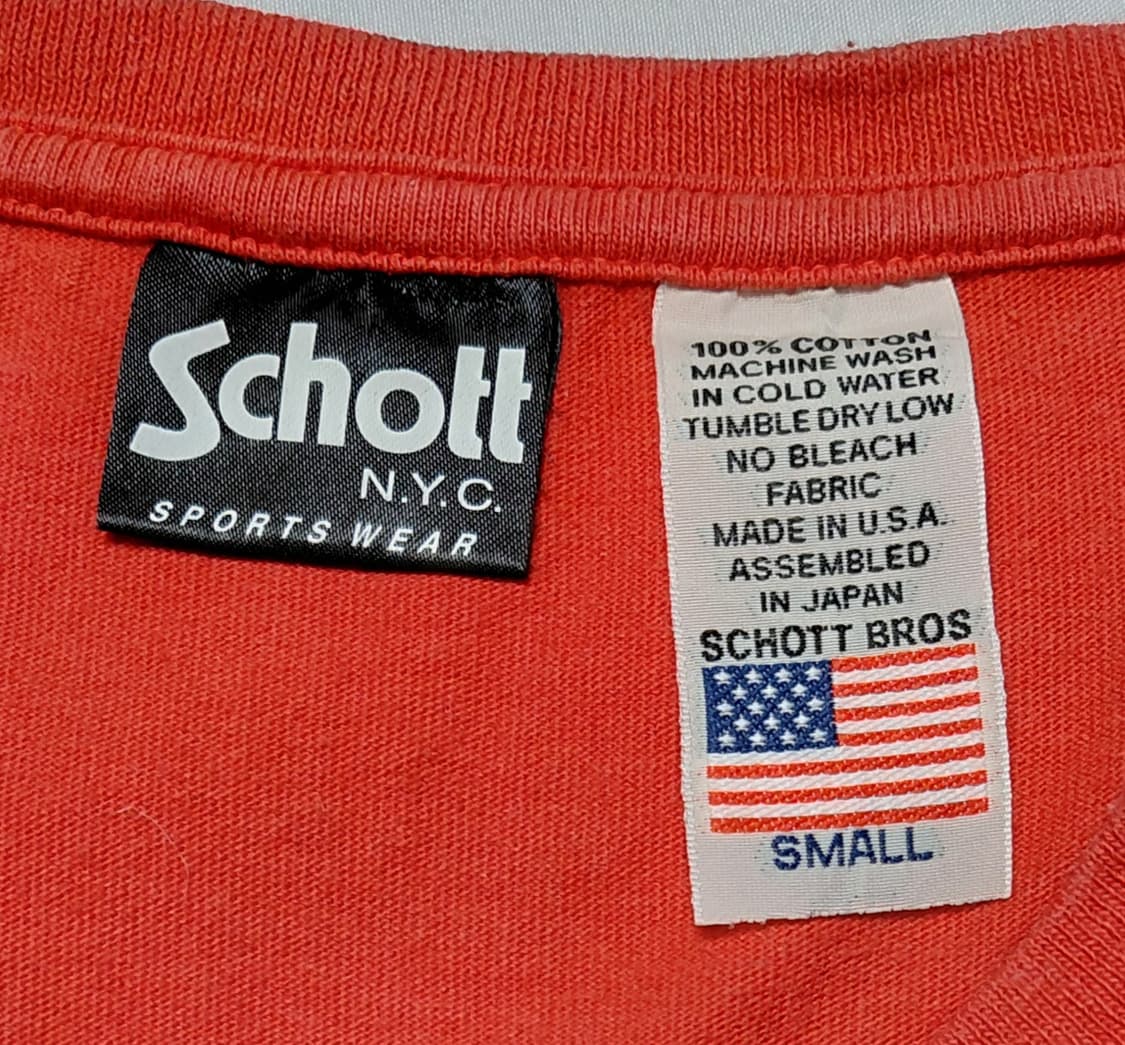 Schott
N.Y.C.
SPORTS WEAR
100% COTTON
MACHINE WASH
IN COLD WATER
TUMBLE DRY LOW
NO BLEACH
FABRIC
MADE IN U.S.A.
ASSEMBLED
IN JAPAN
SCHOTT BROS
SMALL